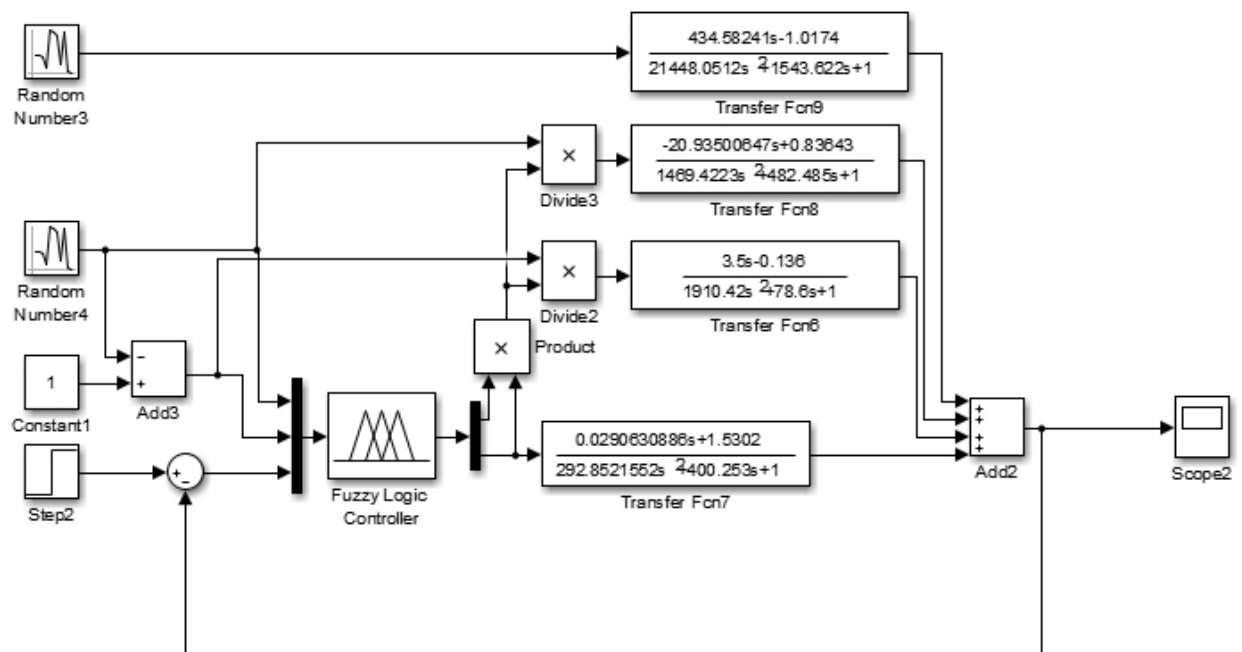 434.58241s-1.0174
21448.0512s 2+1543.622s+1
Random
Number3
Transfer Fcn9
-20.93500647s+0.83643
1469.4223s 2+482.485s+1
×
Divide3
Transfer Fcn8
3.5s-0.136
1910.42s 2+78.6s+1
×
Random
Number4
Divide2
Transfer Fcn6
×
Product
1
−
+
Constant1
Add3
+
+
+
+
0.0290630886s+1.5302
292.8521552s 2+400.253s+1
+
−
Add2
Scope2
Step2
Fuzzy Logic
Controller
Transfer Fcn7